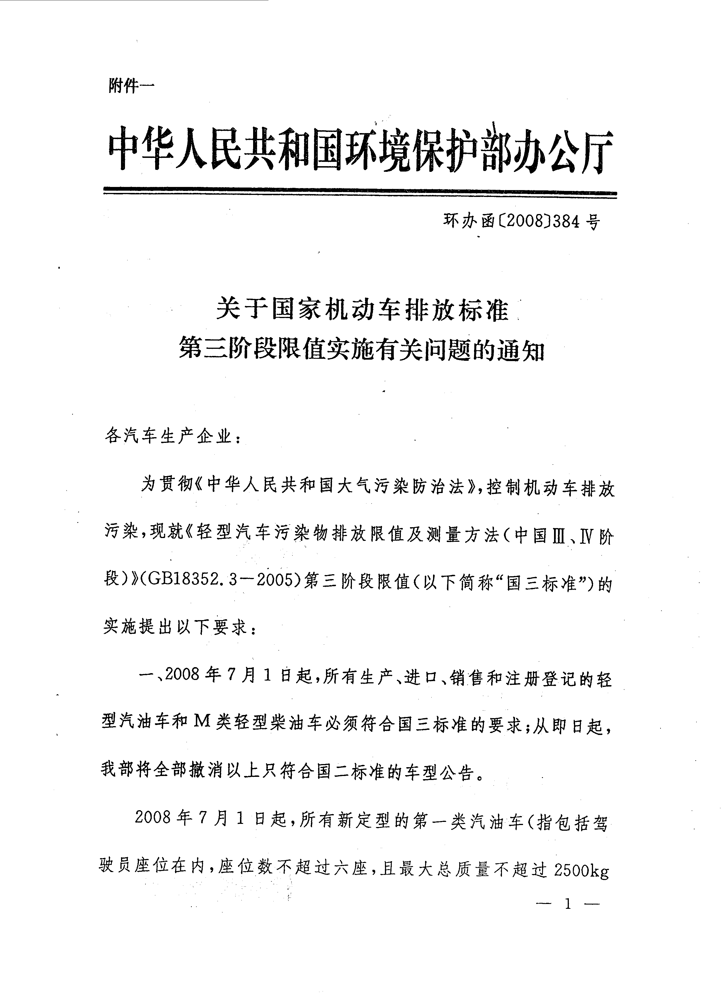 附件一
中华人民共和国环境保护部办公厅
环办函〔2008〕384号
关于国家机动车排放标准
第三阶段限值实施有关问题的通知
各汽车生产企业：
为贯彻《中华人民共和国大气污染防治法》，控制机动车排放
污染，现就《轻型汽车污染物排放限值及测量方法（中国Ⅲ、Ⅳ阶
段）》（GB18352.3—2005）第三阶段限值（以下简称“国三标准”）的
实施提出以下要求：
一、2008年7月1日起，所有生产、进口、销售和注册登记的轻
型汽油车和M类轻型柴油车必须符合国三标准的要求；从即日起，
我部将全部撤消以上只符合国二标准的车型公告。
2008年7月1日起，所有新定型的第一类汽油车（指包括驾
驶员座位在内，座位数不超过六座，且最大总质量不超过2500kg
— 1 —